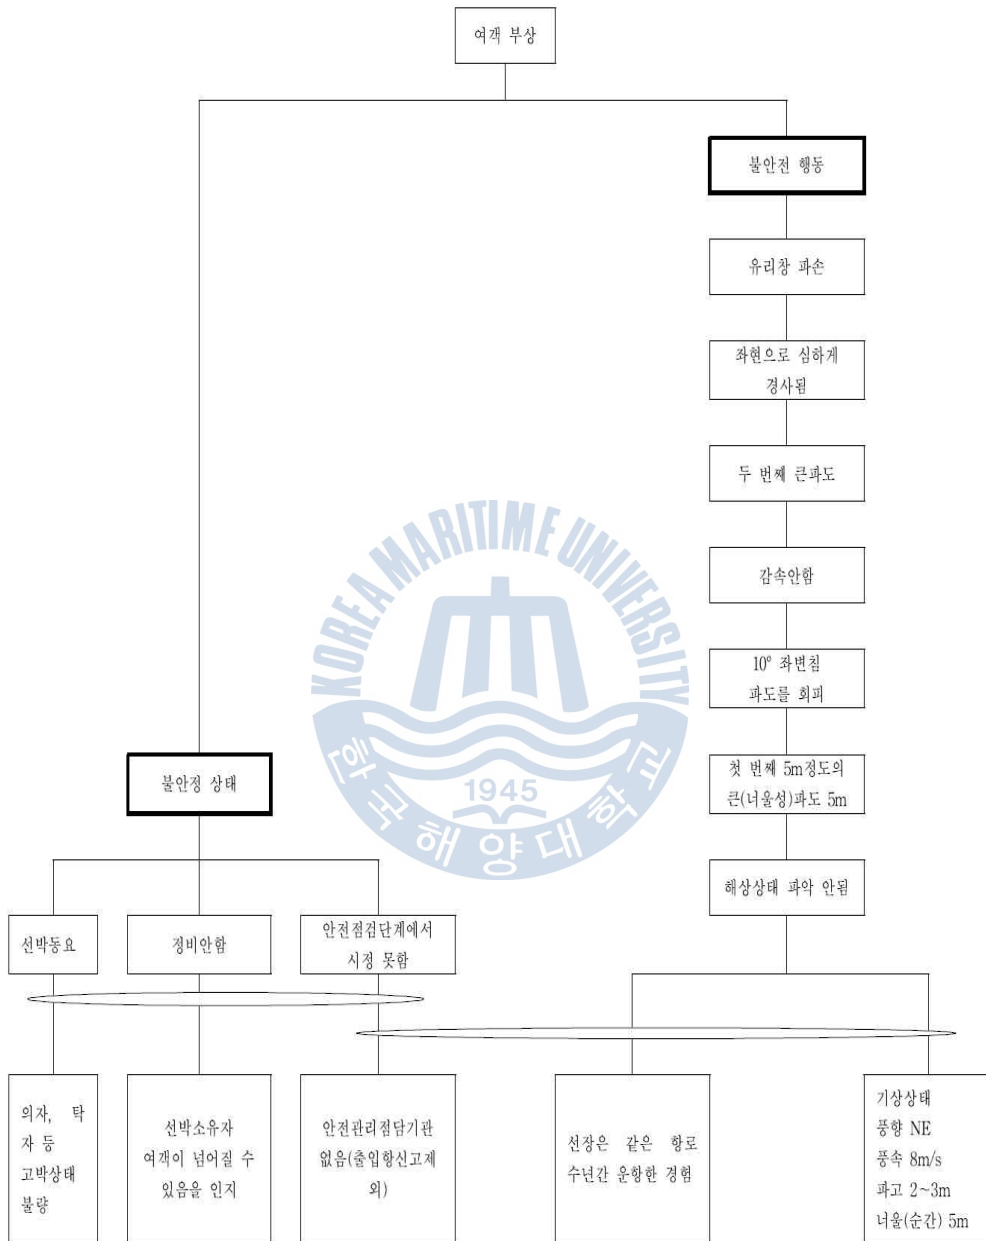 여객 부상
불안전 행동
유리창 파손
좌현으로 심하게
경사됨
두 번째 큰파도
감속안함
10° 좌변침
파도를 회피
첫 번째 5m정도의
큰(너울성)파도 5m
해상상태 파악 안됨
불안정 상태
선박동요
정비안함
안전점검단계에서
시정 못함
의자, 탁
자 등
고박상태
불량
선박소유자
여객이 넘어질 수
있음을 인지
안전관리점담기관
없음(출입항신고제
외)
선장은 같은 항로
수년간 운항한 경험
기상상태
풍향 NE
풍속 8m/s
파고 2~3m
너울(순간) 5m
KOREA MARITIME UNIVERSITY
1945
한국해양대학교